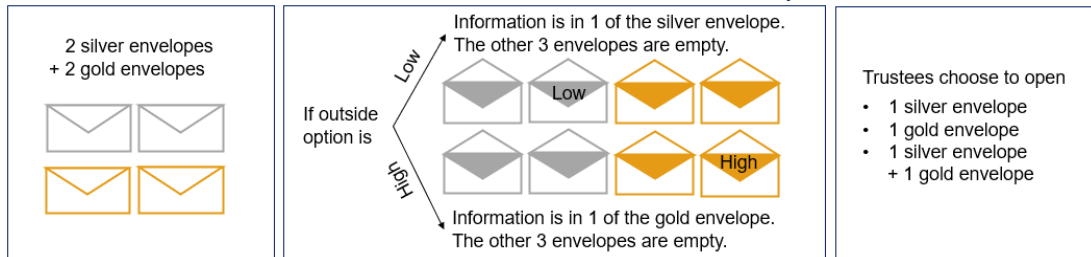 2 silver envelopes
+ 2 gold envelopes
If outside
option is
Low
High
Information is in 1 of the silver envelope.
The other 3 envelopes are empty.
Low
High
Information is in 1 of the gold envelope.
The other 3 envelopes are empty.
Trustees choose to open
• 1 silver envelope
• 1 gold envelope
• 1 silver envelope
+ 1 gold envelope